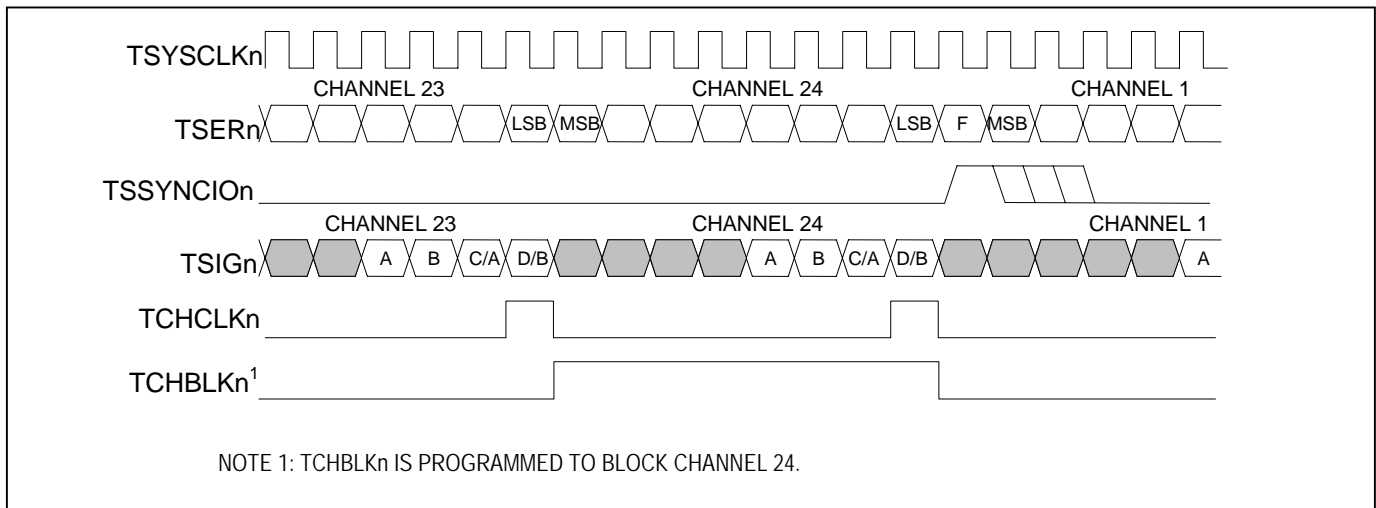 TSYSCLKn
CHANNEL 23 CHANNEL 24 CHANNEL 1
TSERn LSB MSB LSB F MSB
TSSYNCIOn
CHANNEL 23 CHANNEL 24 CHANNEL 1
TSIGn A B C/A D/B A B C/A D/B A
TCHCLKn
TCHBLKn¹
NOTE 1: TCHBLKn IS PROGRAMMED TO BLOCK CHANNEL 24.